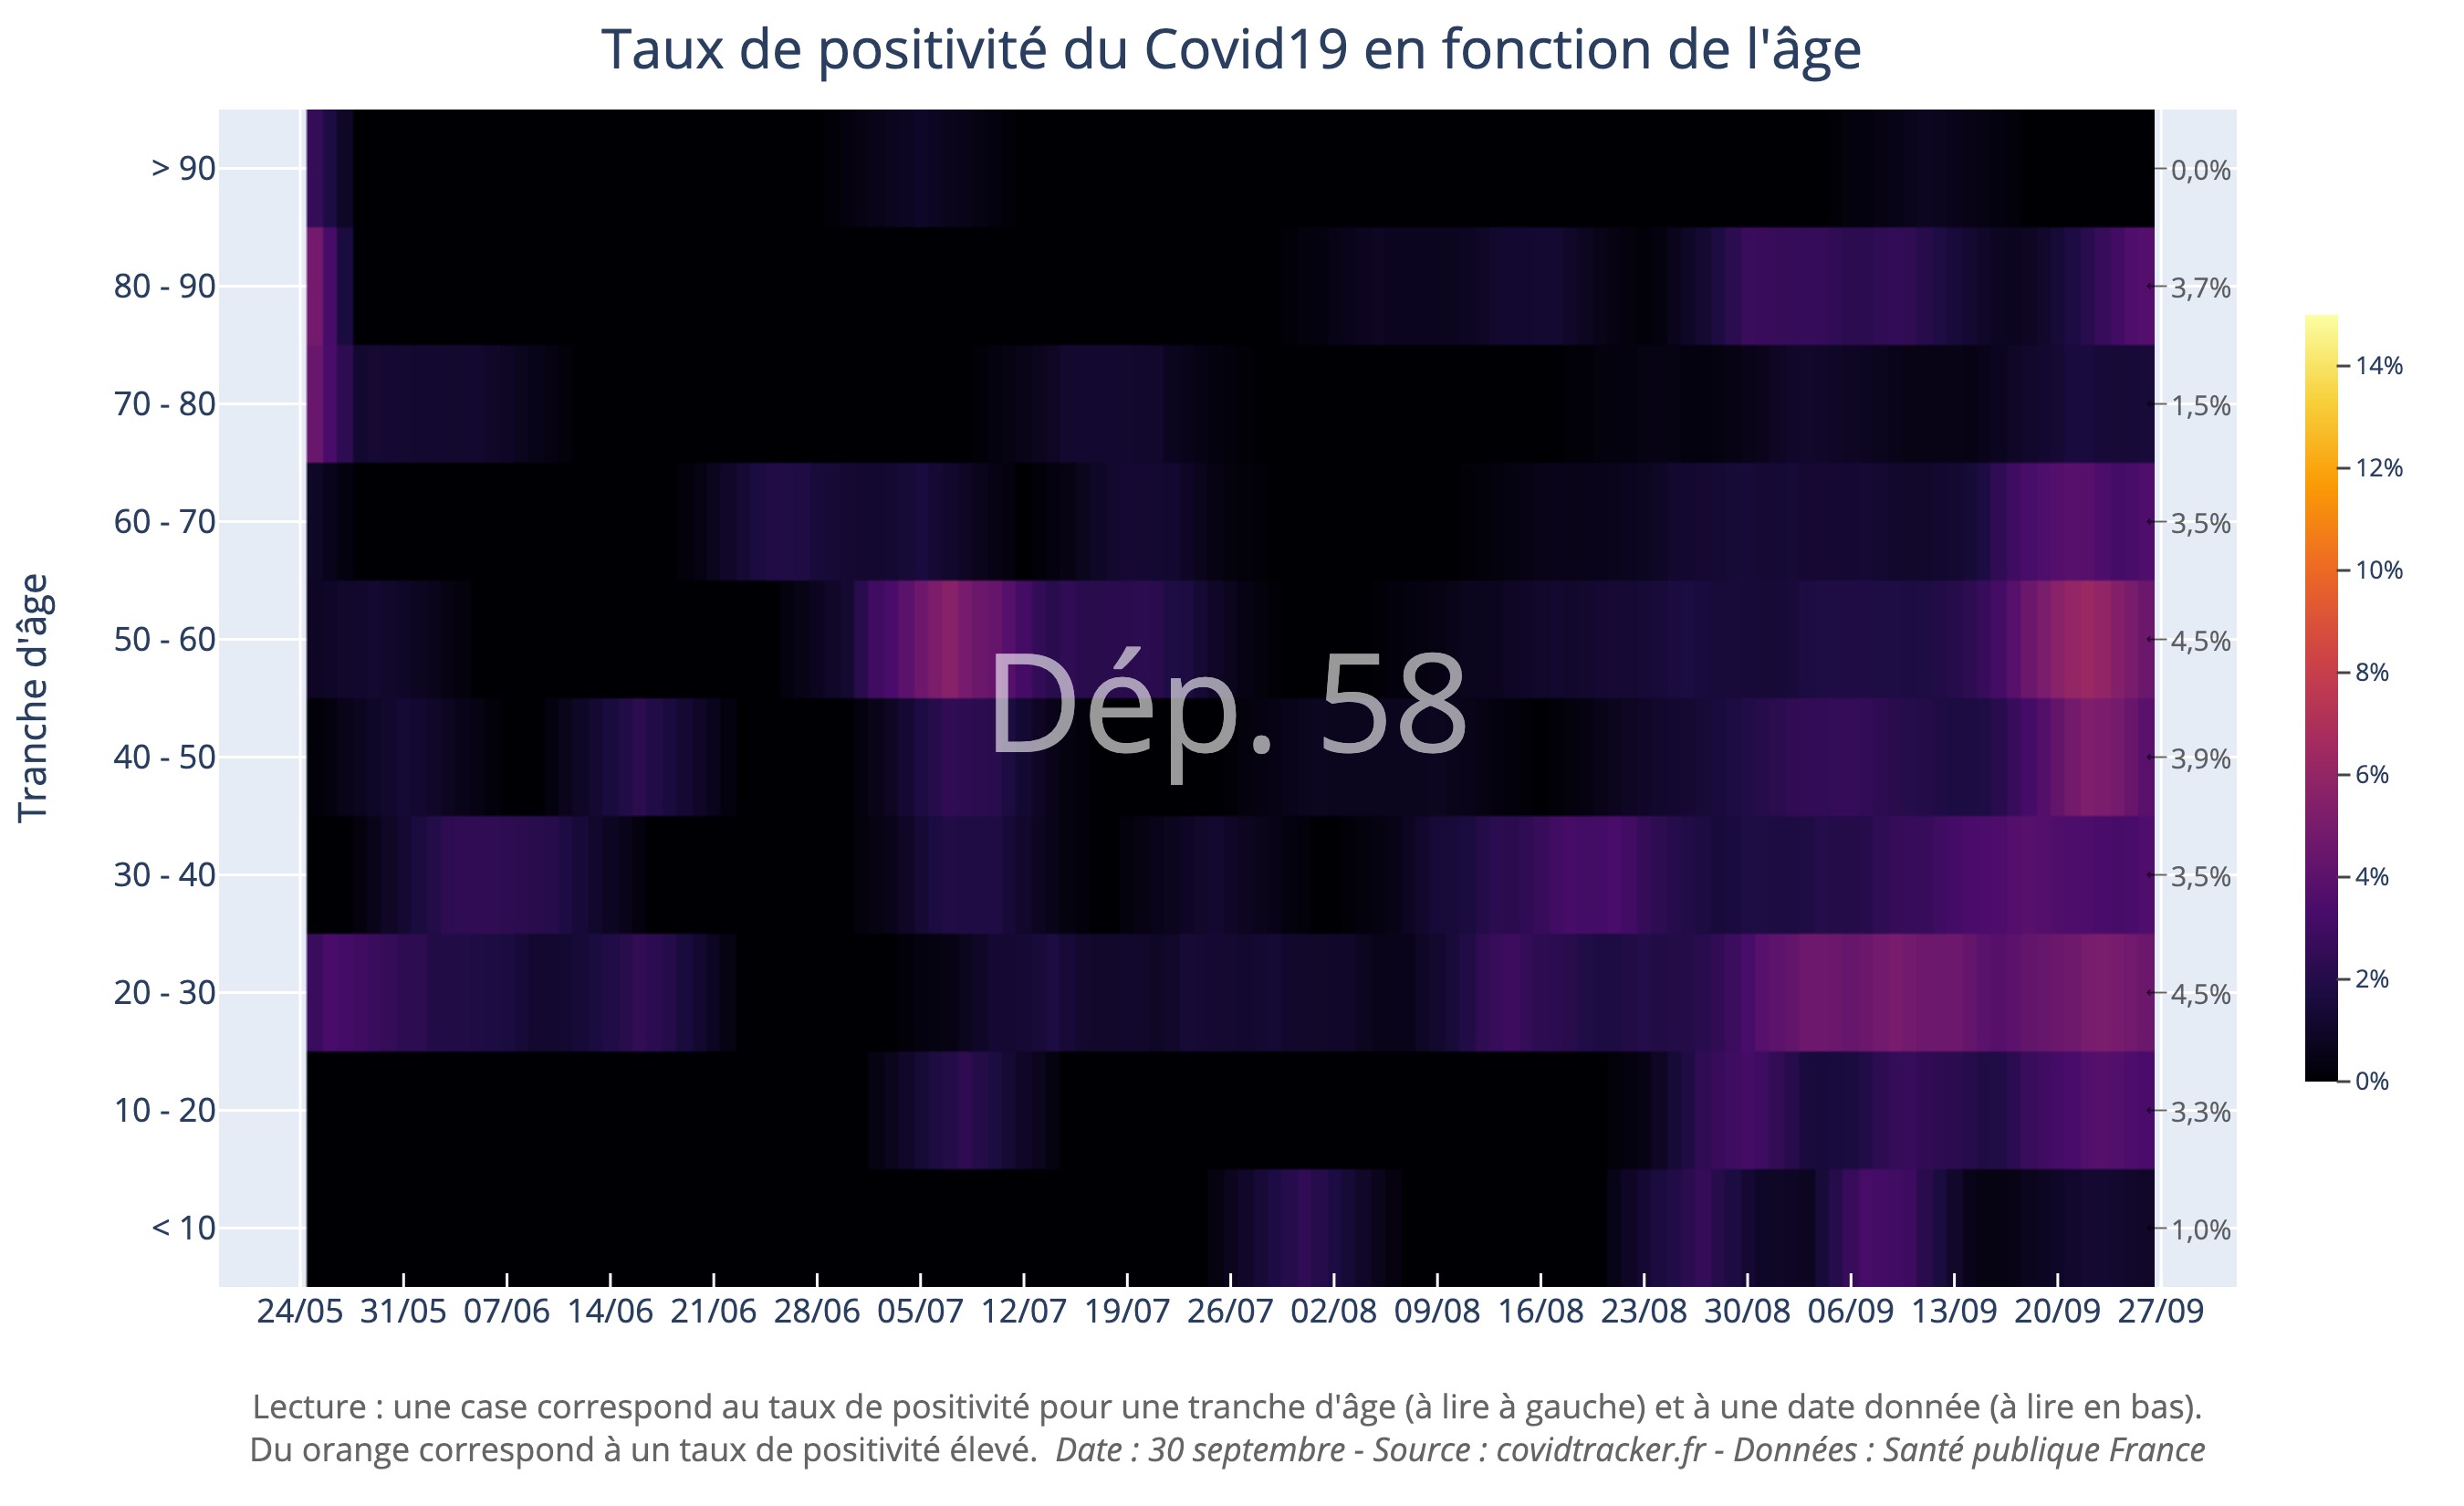 Taux de positivité du Covid19 en fonction de l'âge
> 90
0,0%
80 - 90
3,7%
14%
70 - 80
1,5%
12%
60 - 70
3,5%
10%
50 - 60
4,5%
8%
Dép. 58
Tranche d'âge
40 - 50
3,9%
6%
30 - 40
3,5%
4%
20 - 30
4,5%
2%
10 - 20
3,3%
0%
< 10
1,0%
24/05 31/05 07/06 14/06 21/06 28/06 05/07 12/07 19/07 26/07 02/08 09/08 16/08 23/08 30/08 06/09 13/09 20/09 27/09
Lecture : une case correspond au taux de positivité pour une tranche d'âge (à lire à gauche) et à une date donnée (à lire en bas).
Du orange correspond à un taux de positivité élevé. Date : 30 septembre - Source : covidtracker.fr - Données : Santé publique France